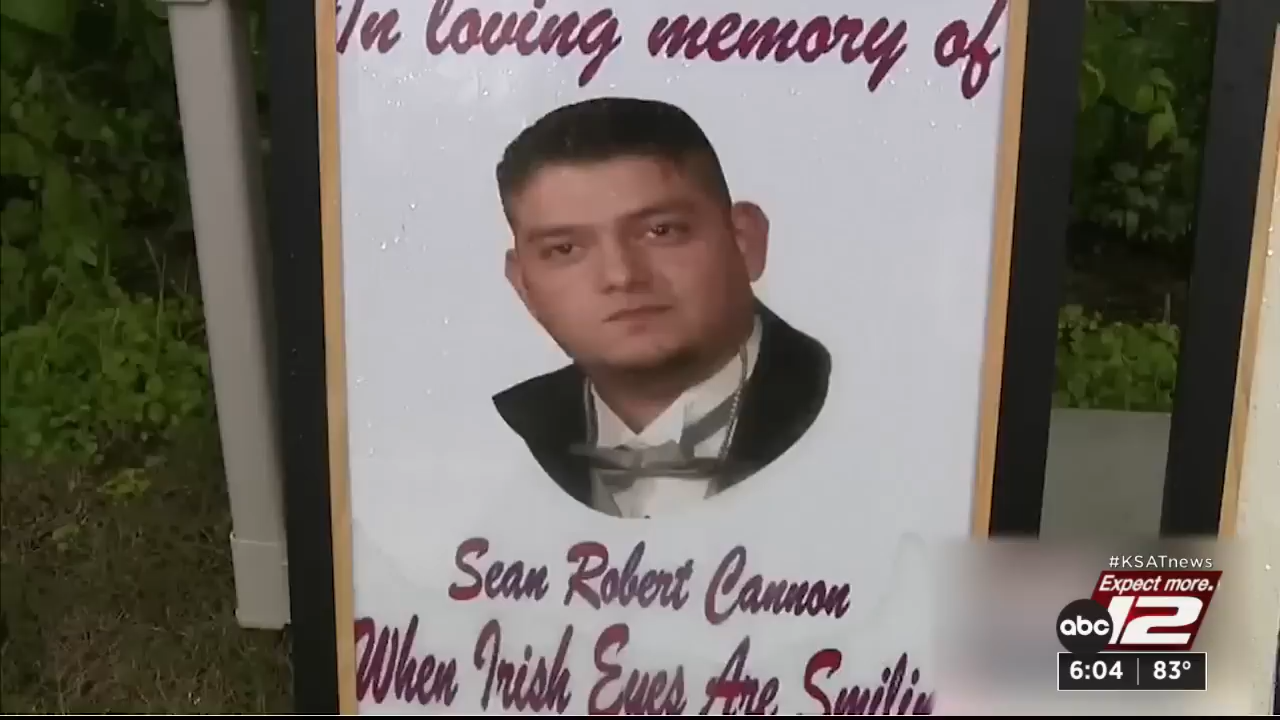 In loving memory of
Sean Robert Cannon
When Irish Eyes Are Smilin
#KSATnews
Expect more.
abc 12
6:04 83°